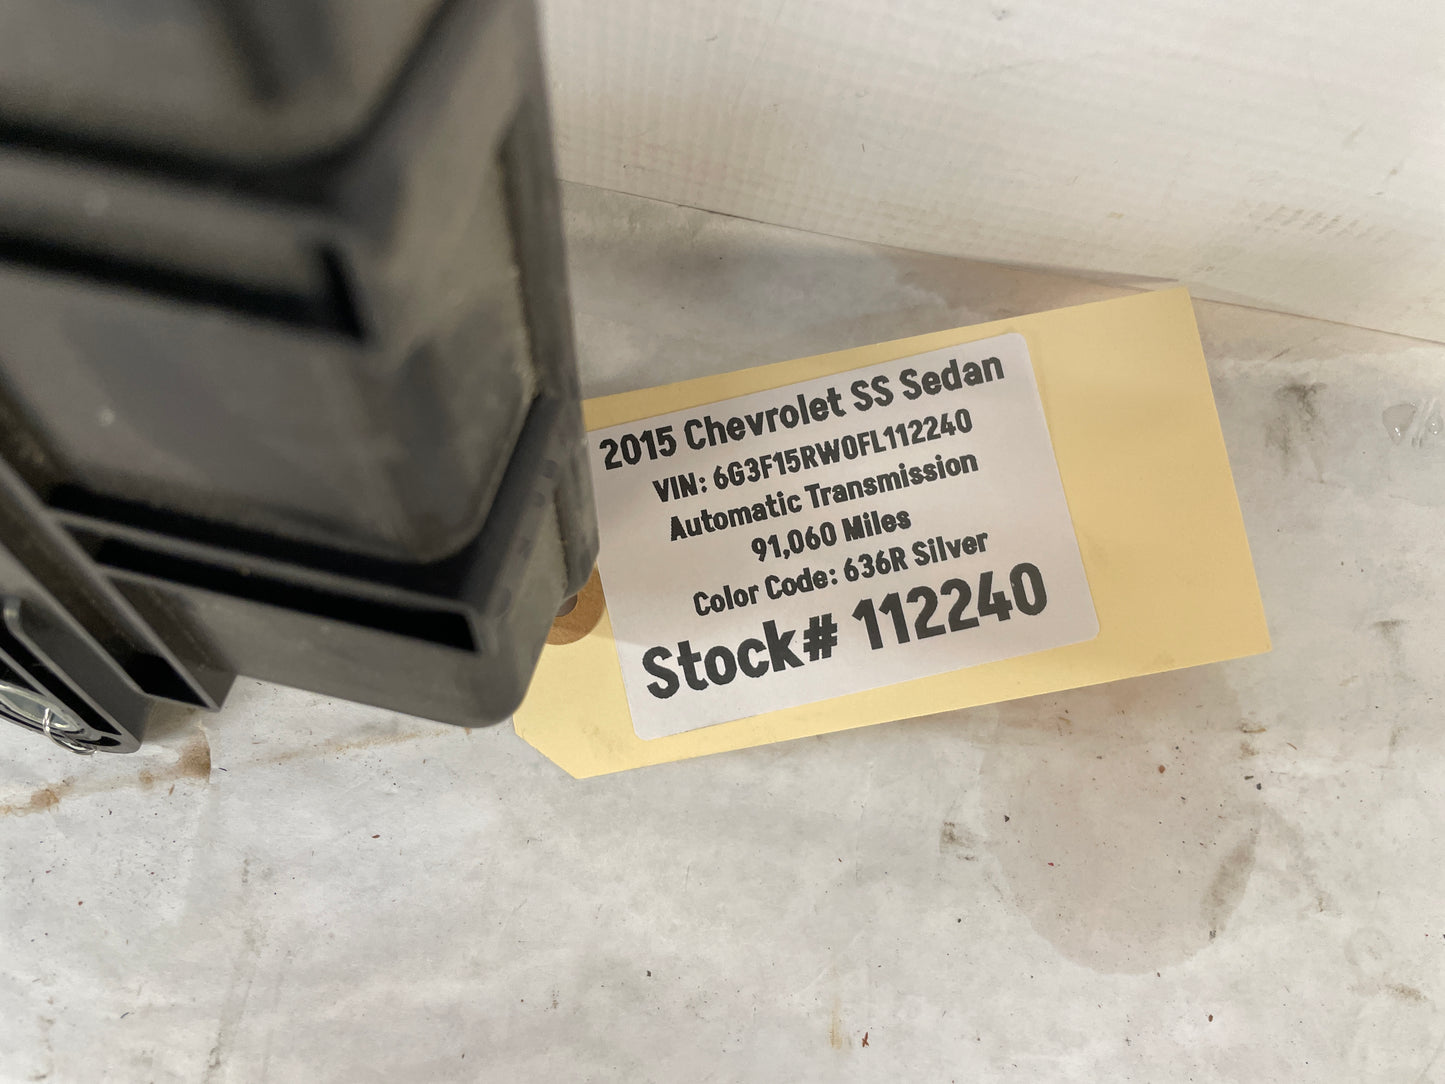 2015 Chevrolet SS Sedan
VIN: 6G3F15RW0FL112240
Automatic Transmission
91,060 Miles
Color Code: 636R Silver
Stock# 112240